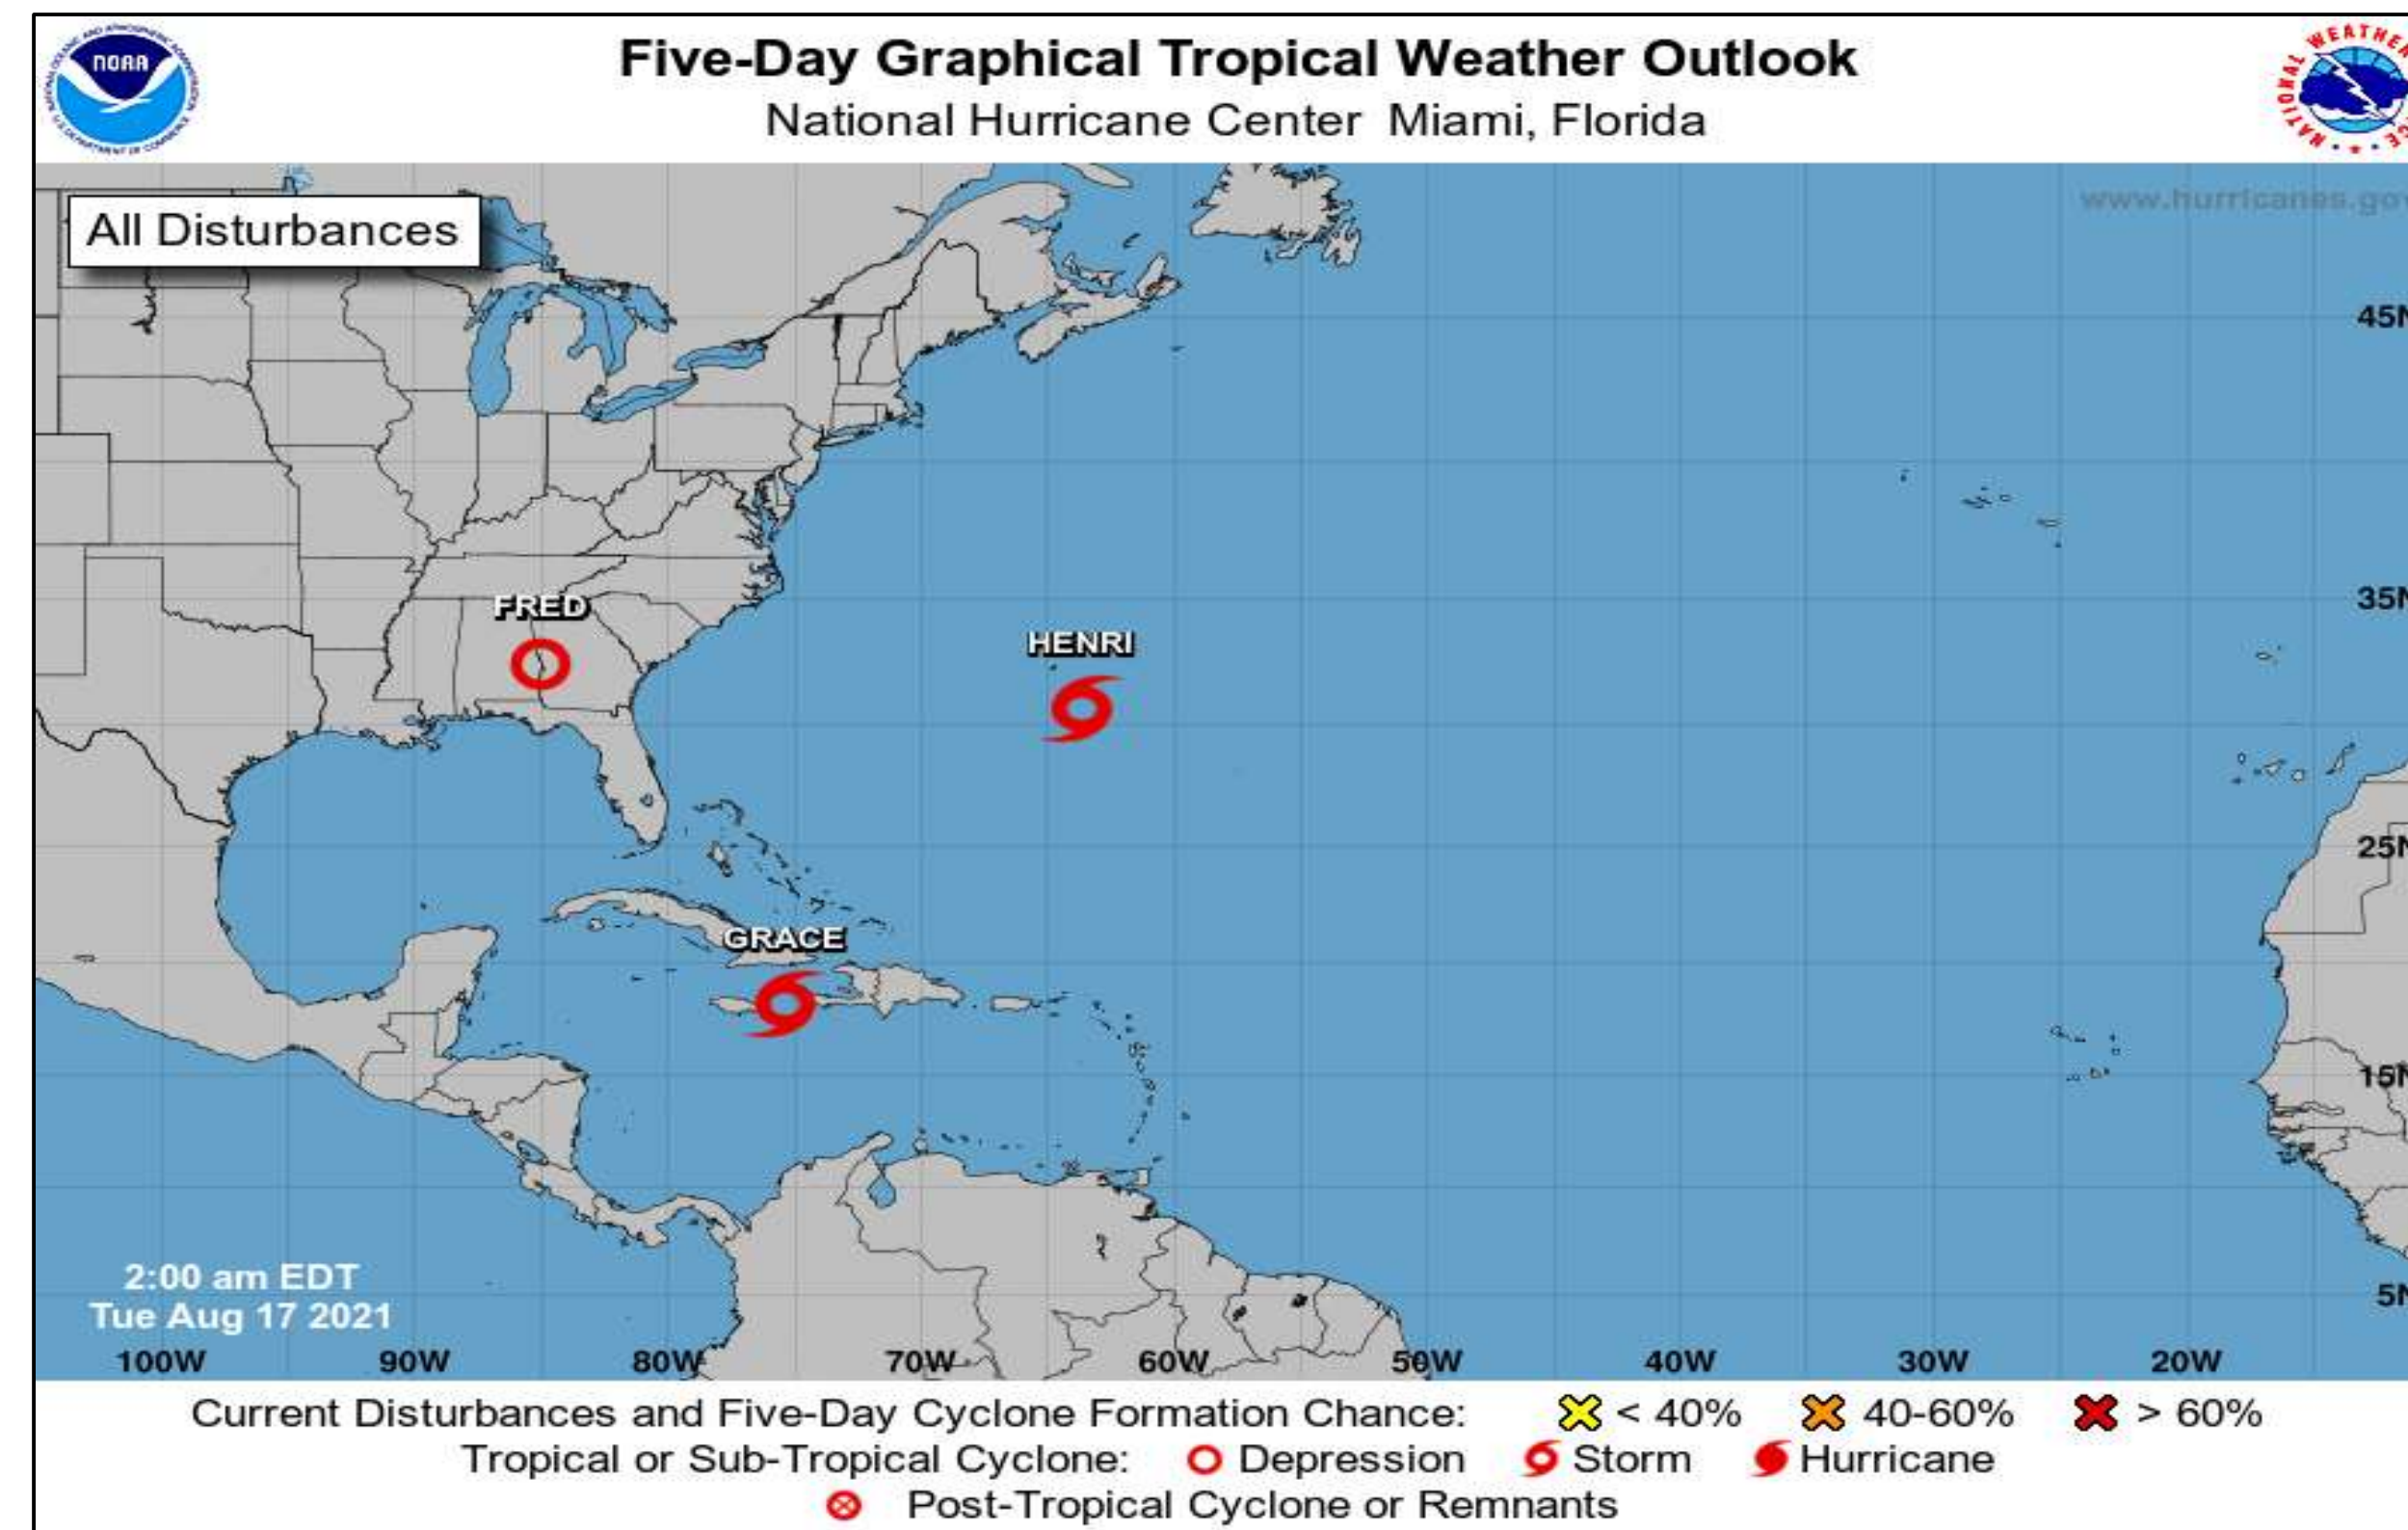 Five-Day Graphical Tropical Weather Outlook
National Hurricane Center Miami, Florida
NOAA
All Disturbances
www.hurricanes.gov
45N
35N
25N
15N
5N
FRED
HENRI
GRACE
2:00 am EDT
Tue Aug 17 2021
100W 90W 80W 70W 60W 50W 40W 30W 20W
Current Disturbances and Five-Day Cyclone Formation Chance: < 40% 40-60% > 60%
Tropical or Sub-Tropical Cyclone: Depression Storm Hurricane
Post-Tropical Cyclone or Remnants